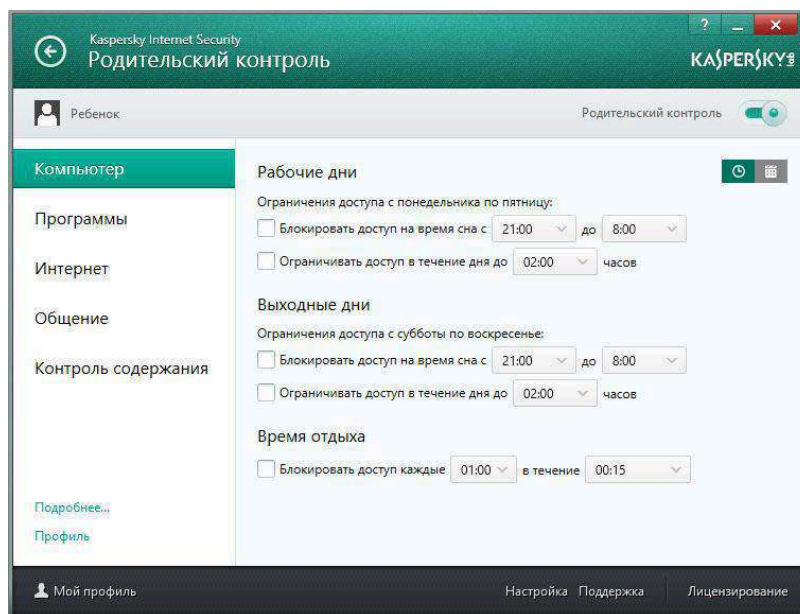 Kaspersky Internet Security
Родительский контроль
KASPERSKY LAB
Ребенок
Родительский контроль
Компьютер
Программы
Интернет
Общение
Контроль содержания
Подробнее...
Профиль
Рабочие дни
Ограничения доступа с понедельника по пятницу:
Блокировать доступ на время сна с 21:00 до 8:00
Ограничивать доступ в течение дня до 02:00 часов
Выходные дни
Ограничения доступа с субботы по воскресенье:
Блокировать доступ на время сна с 21:00 до 8:00
Ограничивать доступ в течение дня до 02:00 часов
Время отдыха
Блокировать доступ каждые 01:00 в течение 00:15
Мой профиль
Настройка Поддержка Лицензирование